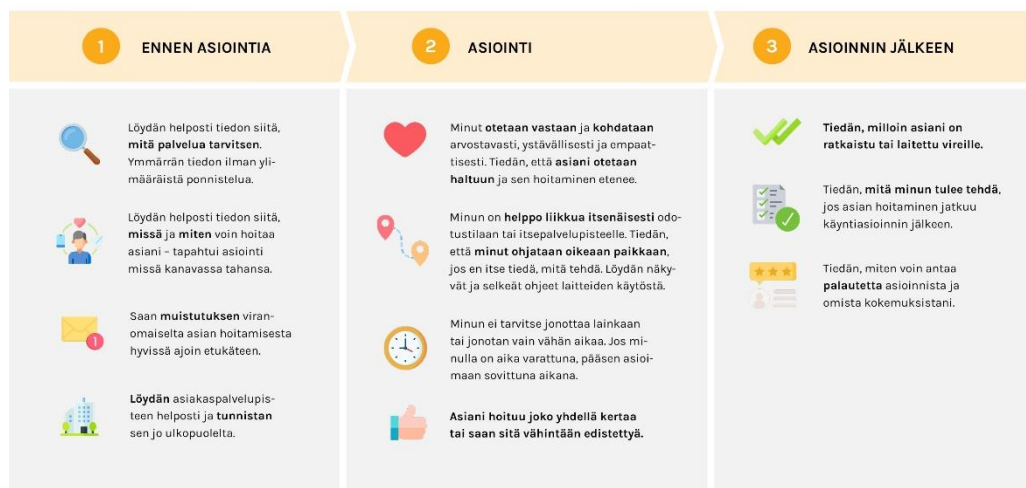 1 ENNEN ASIOINTIA
Löydän helposti tiedon siitä,
mitä palvelua tarvitsen.
Ymmärrän tiedon ilman yli-
määräistä ponnistelua.
Löydän helposti tiedon siitä,
missä ja miten voin hoitaa
asiani – tapahtui asiointi
missä kanavassa tahansa.
1
Saan muistutuksen viran-
omaiselta asian hoitamisesta
hyvissä ajoin etukäteen.
Löydän asiakaspalvelupis-
teen helposti ja tunnistan
sen jo ulkopuolelta.
2 ASIOINTI
Minut otetaan vastaan ja kohdataan
arvostavasti, ystävällisesti ja empaat-
tisesti. Tiedän, että asiani otetaan
haltuun ja sen hoitaminen etenee.
Minun on helppo liikkua itsenäisesti odo-
tustilaan tai itsepalvelupisteelle. Tiedän,
että minut ohjataan oikeaan paikkaan,
jos en itse tiedä, mitä tehdä. Löydän näky-
vät ja selkeät ohjeet laitteiden käytöstä.
Minun ei tarvitse jonottaa lainkaan
tai jonotan vain vähän aikaa. Jos mi-
nulla on aika varattuna, pääsen asioi-
maan sovittuna aikana.
Asiani hoituu joko yhdellä kertaa
tai saan sitä vähintään edistettyä.
3 ASIOINNIN JÄLKEEN
Tiedän, milloin asiani on
ratkaistu tai laitettu vireille.
Tiedän, mitä minun tulee tehdä,
jos asian hoitaminen jatkuu
käyntiasioinnin jälkeen.
Tiedän, miten voin antaa
palautetta asioinnista ja
omista kokemuksistani.